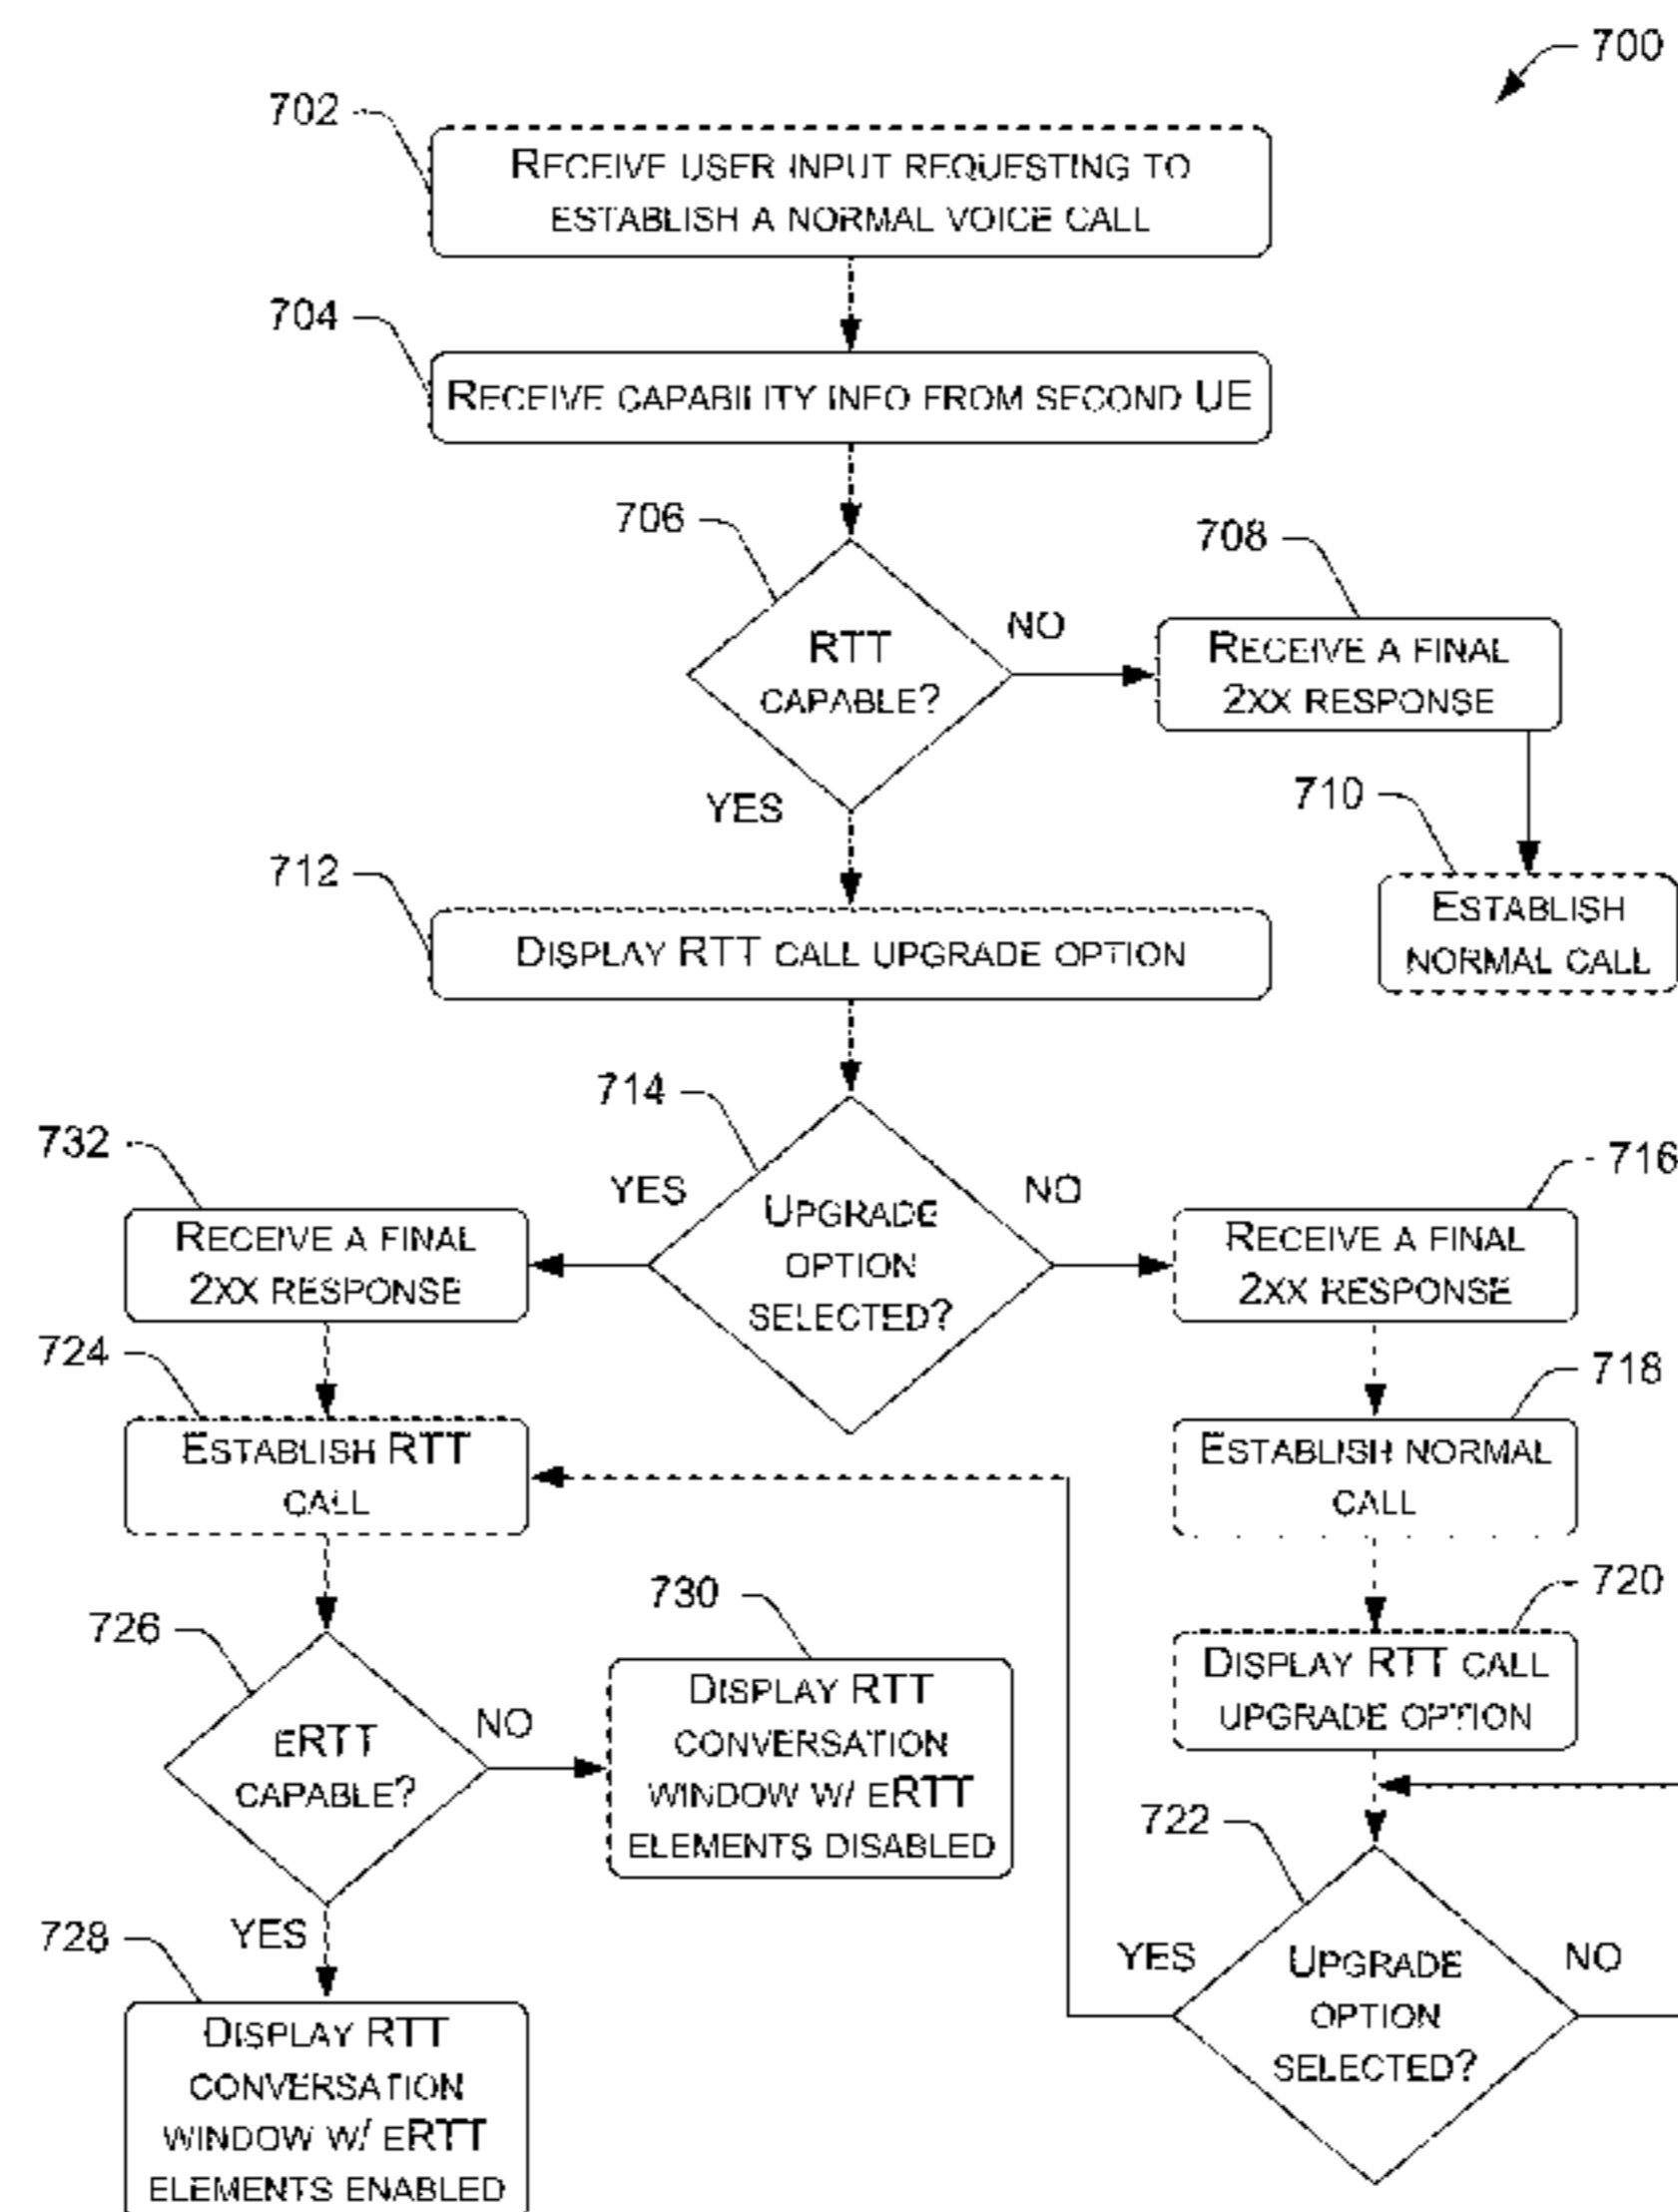 700
702
RECEIVE USER INPUT REQUESTING TO
ESTABLISH A NORMAL VOICE CALL
704
RECEIVE CAPABILITY INFO FROM SECOND UE
706
RTT
CAPABLE?
NO
YES
708
RECEIVE A FINAL
2XX RESPONSE
710
ESTABLISH
NORMAL CALL
712
DISPLAY RTT CALL UPGRADE OPTION
714
UPGRADE
OPTION
SELECTED?
YES
NO
732
RECEIVE A FINAL
2XX RESPONSE
716
RECEIVE A FINAL
2XX RESPONSE
724
ESTABLISH RTT
CALL
718
ESTABLISH NORMAL
CALL
720
DISPLAY RTT CALL
UPGRADE OPTION
726
eRTT
CAPABLE?
NO
YES
730
DISPLAY RTT
CONVERSATION
WINDOW W/ eRTT
ELEMENTS DISABLED
722
UPGRADE
OPTION
SELECTED?
YES
NO
728
DISPLAY RTT
CONVERSATION
WINDOW W/ eRTT
ELEMENTS ENABLED